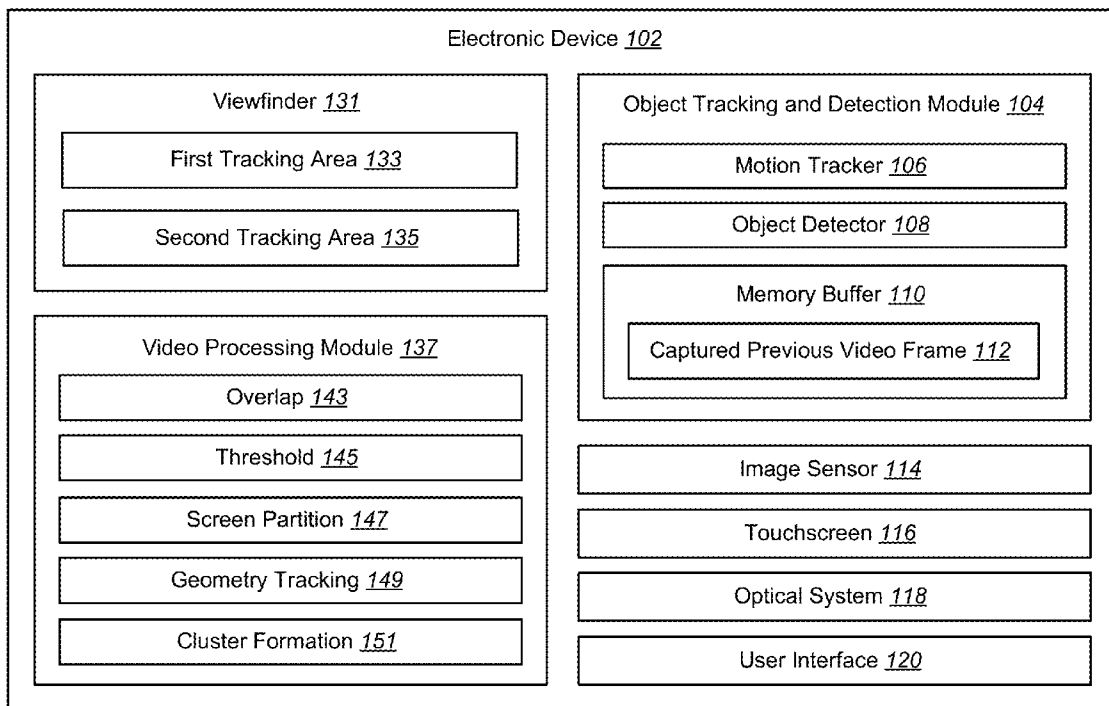 Electronic Device 102
Viewfinder 131
First Tracking Area 133
Second Tracking Area 135
Video Processing Module 137
Overlap 143
Threshold 145
Screen Partition 147
Geometry Tracking 149
Cluster Formation 151
Object Tracking and Detection Module 104
Motion Tracker 106
Object Detector 108
Memory Buffer 110
Captured Previous Video Frame 112
Image Sensor 114
Touchscreen 116
Optical System 118
User Interface 120